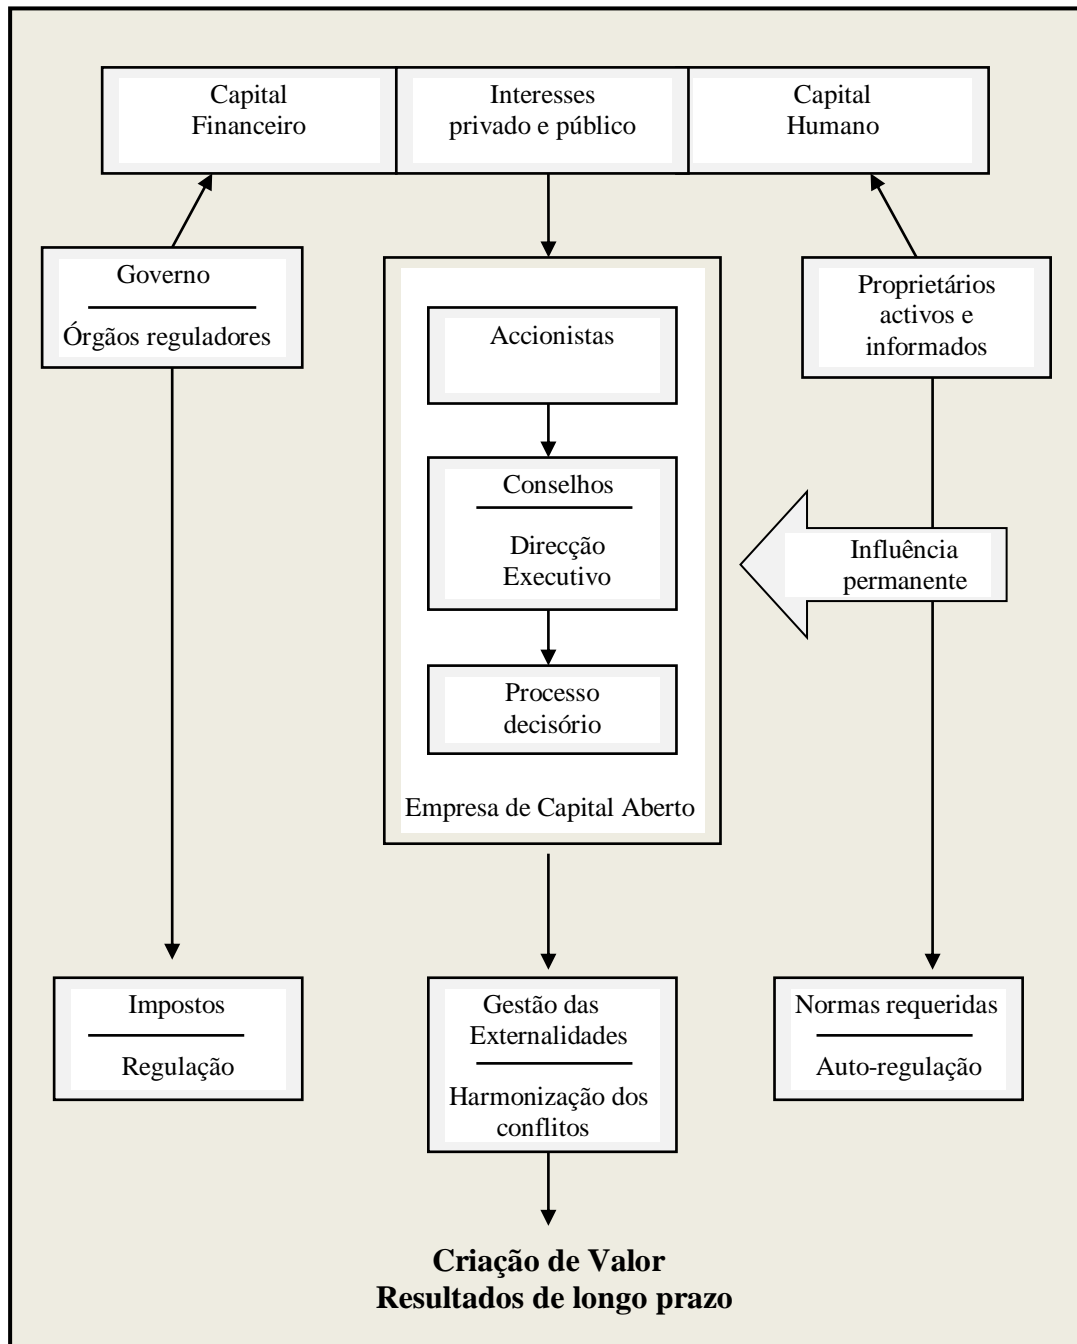 Capital
Financeiro
Interesses
privado e público
Capital
Humano
Governo
Órgãos reguladores
Proprietários
activos e
informados
Accionistas
Conselhos
Direcção
Executivo
Influência
permanente
Processo
decisório
Empresa de Capital Aberto
Impostos
Regulação
Gestão das
Externalidades
Harmonização dos
conflitos
Normas requeridas
Auto-regulação
Criação de Valor
Resultados de longo prazo